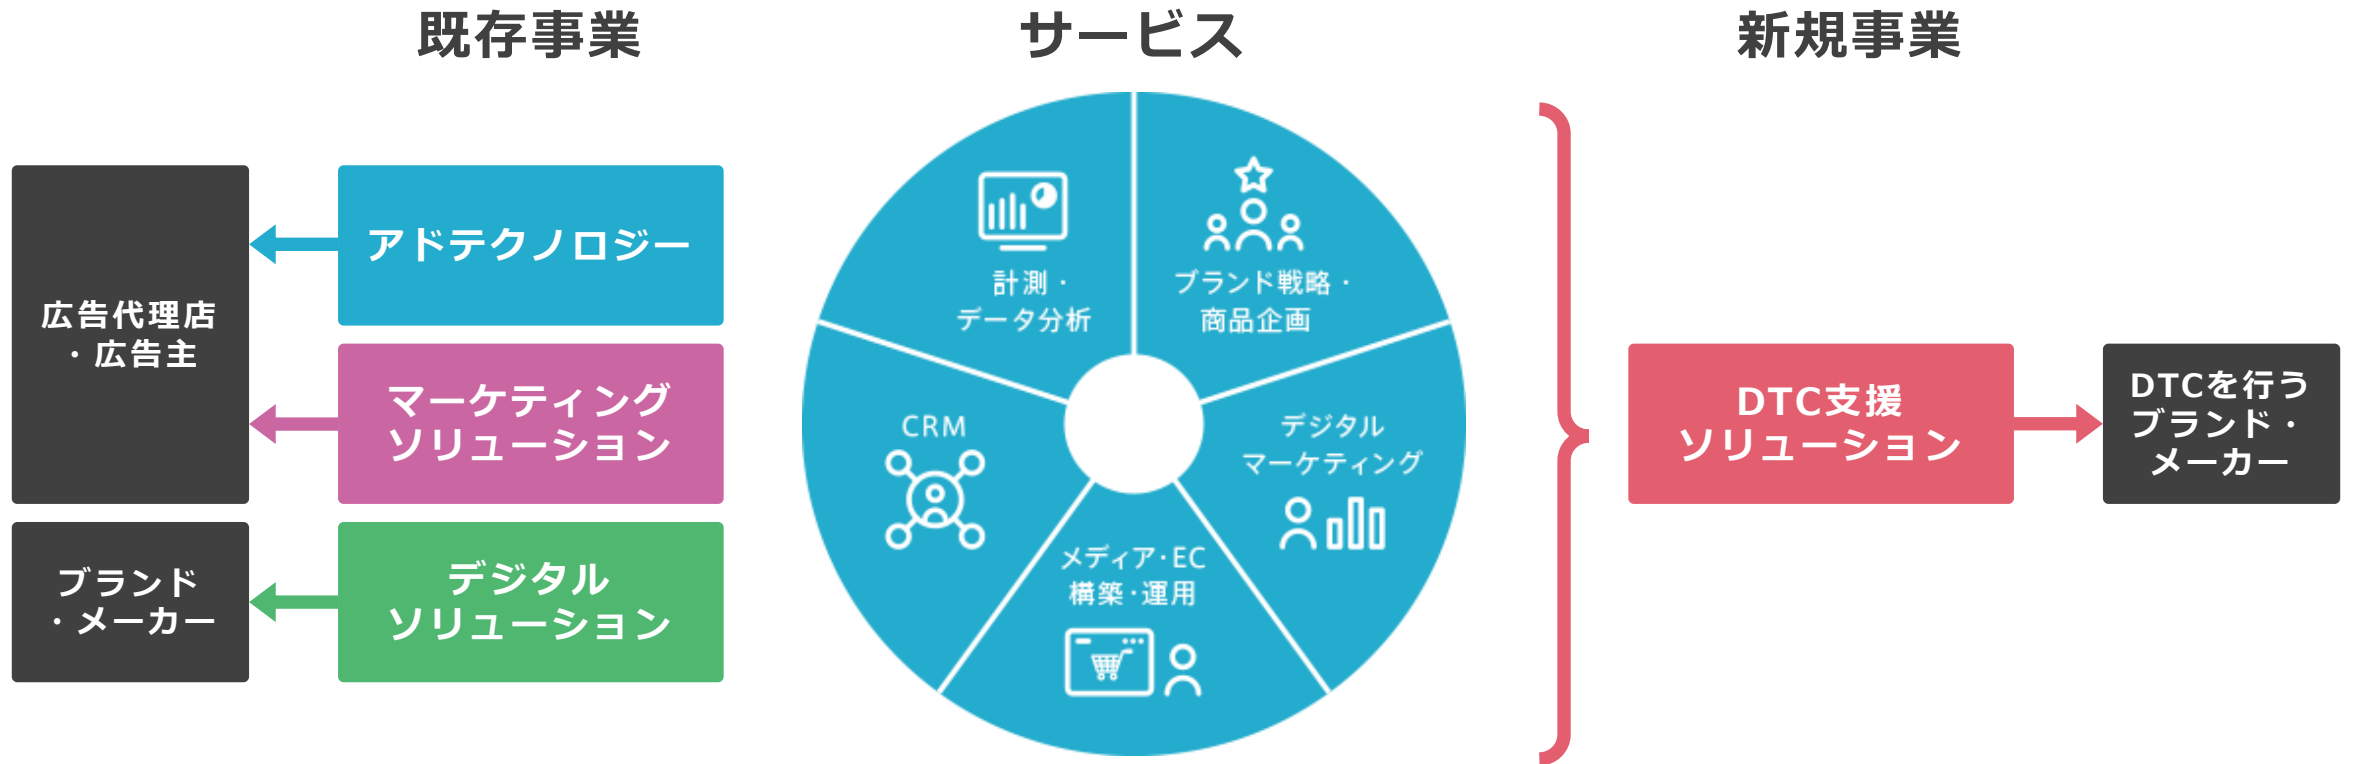 既存事業
サービス
新規事業
広告代理店
・広告主
アドテクノロジー
マーケティング
ソリューション
ブランド
・メーカー
デジタル
ソリューション
計測・
データ分析
ブランド戦略・
商品企画
CRM
デジタル
マーケティング
メディア・EC
構築・運用
DTC支援
ソリューション
DTCを行う
ブランド・
メーカー